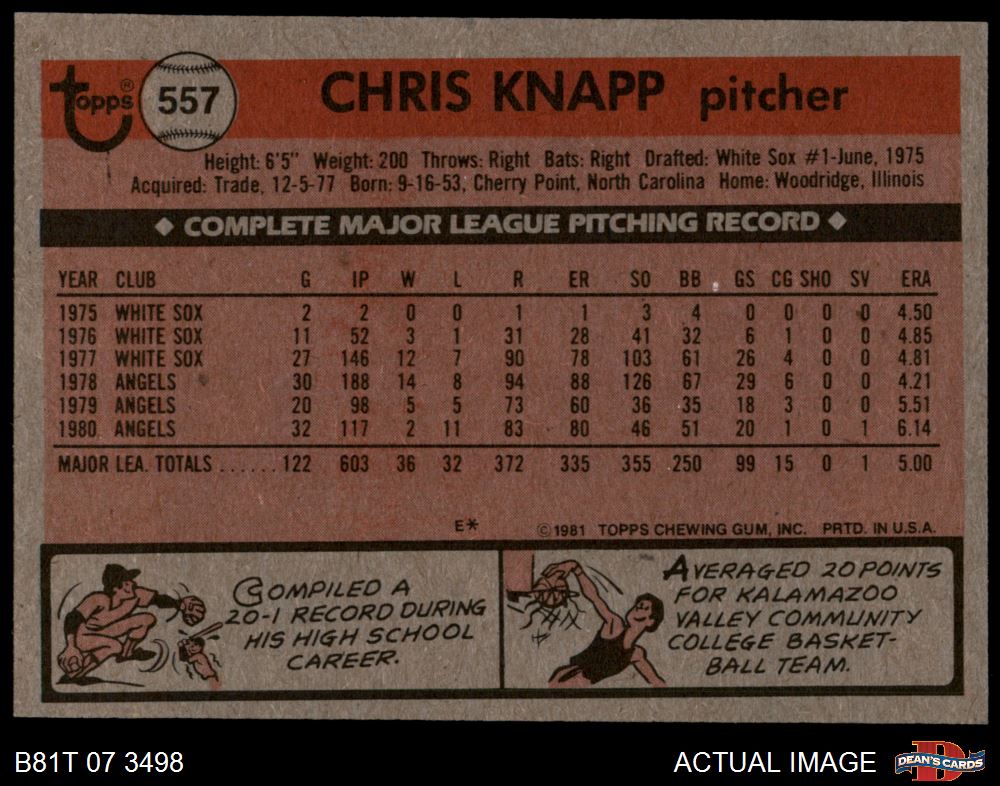 Topps® 557 CHRIS KNAPP pitcher
Height: 6'5" Weight: 200 Throws: Right Bats: Right Drafted: White Sox #1-June, 1975
Acquired: Trade, 12-5-77 Born: 9-16-53, Cherry Point, North Carolina Home: Woodridge, Illinois
◆ COMPLETE MAJOR LEAGUE PITCHING RECORD ◆
YEAR CLUB G IP W L R ER SO BB GS CG SHO SV ERA
1975 WHITE SOX 2 2 0 0 1 1 3 4 0 0 0 0 4.50
1976 WHITE SOX 11 52 3 1 31 28 41 32 6 1 0 0 4.85
1977 WHITE SOX 27 146 12 7 90 78 103 61 26 4 0 0 4.81
1978 ANGELS 30 188 14 8 94 88 126 67 29 6 0 0 4.21
1979 ANGELS 20 98 5 5 73 60 36 35 18 3 0 0 5.51
1980 ANGELS 32 117 2 11 83 80 46 51 20 1 0 1 6.14
MAJOR LEA. TOTALS ......122 603 36 32 372 335 355 250 99 15 0 1 5.00
E* ©1981 TOPPS CHEWING GUM, INC. PRTD. IN U.S.A.
COMPILED A
20-1 RECORD DURING
HIS HIGH SCHOOL
CAREER.
AVERAGED 20 POINTS
FOR KALAMAZOO
VALLEY COMMUNITY
COLLEGE BASKET-
BALL TEAM.
B81T 07 3498 ACTUAL IMAGE DEAN'S CARDS